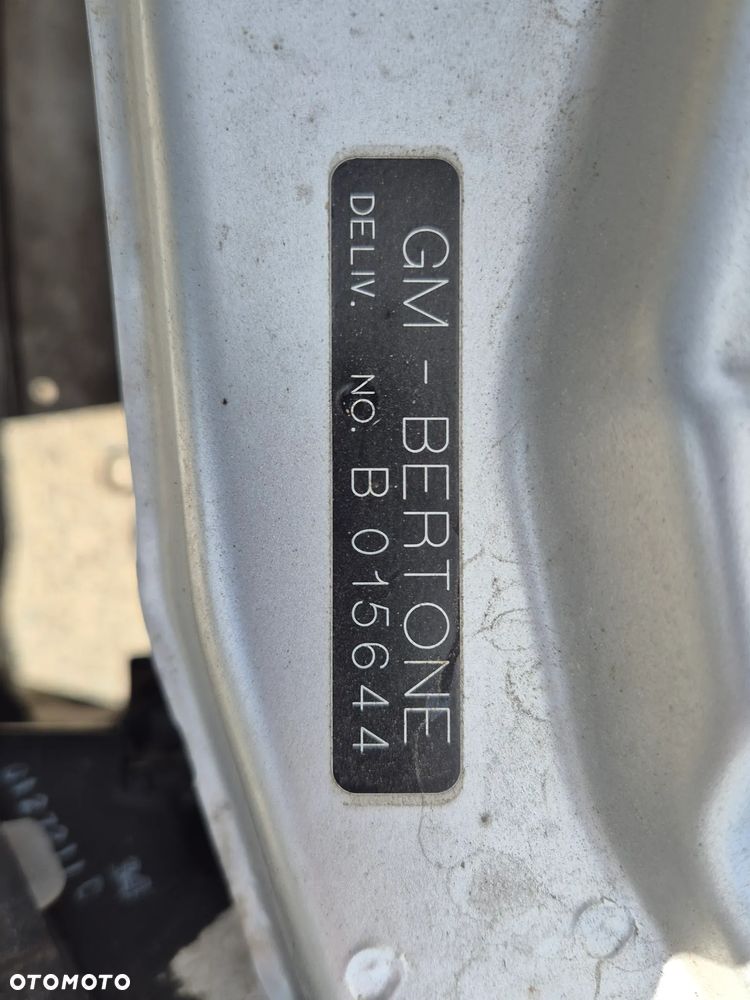 GM - BERTONE
DELIV. NO. B 015644
OTOMOTO